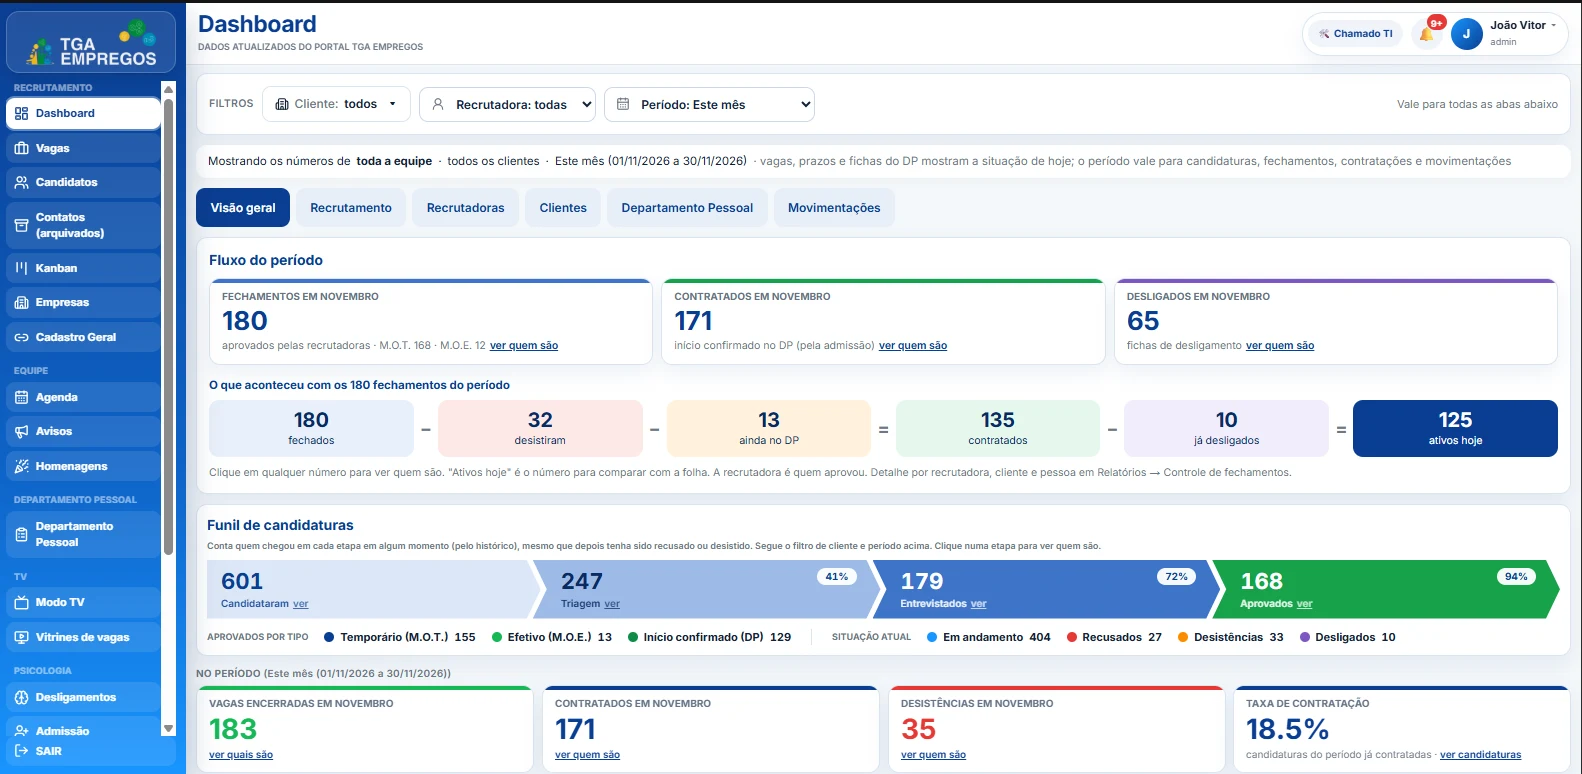 TGA
EMPREGOS
RECRUTAMENTO
Dashboard
Vagas
Candidatos
Contatos
(arquivados)
Kanban
Empresas
Cadastro Geral
EQUIPE
Agenda
Avisos
Homenagens
DEPARTAMENTO PESSOAL
Departamento
Pessoal
TV
Modo TV
Vitrines de vagas
PSICOLOGIA
Desligamentos
Admissão
SAIR
Dashboard
DADOS ATUALIZADOS DO PORTAL TGA EMPREGOS
Chamado TI
9+
J
João Vitor
admin
FILTROS
Cliente: todos
Recrutadora: todas
Período: Este mês
Vale para todas as abas abaixo
Mostrando os números de toda a equipe · todos os clientes · Este mês (01/11/2026 a 30/11/2026) · vagas, prazos e fichas do DP mostram a situação de hoje; o período vale para candidaturas, fechamentos, contratações e movimentações
Visão geral
Recrutamento
Recrutadoras
Clientes
Departamento Pessoal
Movimentações
Fluxo do período
FECHAMENTOS EM NOVEMBRO
180
aprovados pelas recrutadoras · M.O.T. 168 · M.O.E. 12 ver quem são
CONTRATADOS EM NOVEMBRO
171
início confirmado no DP (pela admissão) ver quem são
DESLIGADOS EM NOVEMBRO
65
fichas de desligamento ver quem são
O que aconteceu com os 180 fechamentos do período
180
fechados
–
32
desistiram
–
13
ainda no DP
=
135
contratados
–
10
já desligados
=
125
ativos hoje
Clique em qualquer número para ver quem são. "Ativos hoje" é o número para comparar com a folha. A recrutadora é quem aprovou. Detalhe por recrutadora, cliente e pessoa em Relatórios → Controle de fechamentos.
Funil de candidaturas
Conta quem chegou em cada etapa em algum momento (pelo histórico), mesmo que depois tenha sido recusado ou desistido. Segue o filtro de cliente e período acima. Clique numa etapa para ver quem são.
601
Candidataram ver
247
41%
Triagem ver
179
72%
Entrevistados ver
168
94%
Aprovados ver
APROVADOS POR TIPO Temporário (M.O.T.) 155 Efetivo (M.O.E.) 13 Início confirmado (DP) 129 SITUAÇÃO ATUAL Em andamento 404 Recusados 27 Desistências 33 Desligados 10
NO PERÍODO (Este mês (01/11/2026 a 30/11/2026))
VAGAS ENCERRADAS EM NOVEMBRO
183
ver quais são
CONTRATADOS EM NOVEMBRO
171
ver quem são
DESISTÊNCIAS EM NOVEMBRO
35
ver quem são
TAXA DE CONTRATAÇÃO
18.5%
candidaturas do período já contratadas · ver candidaturas